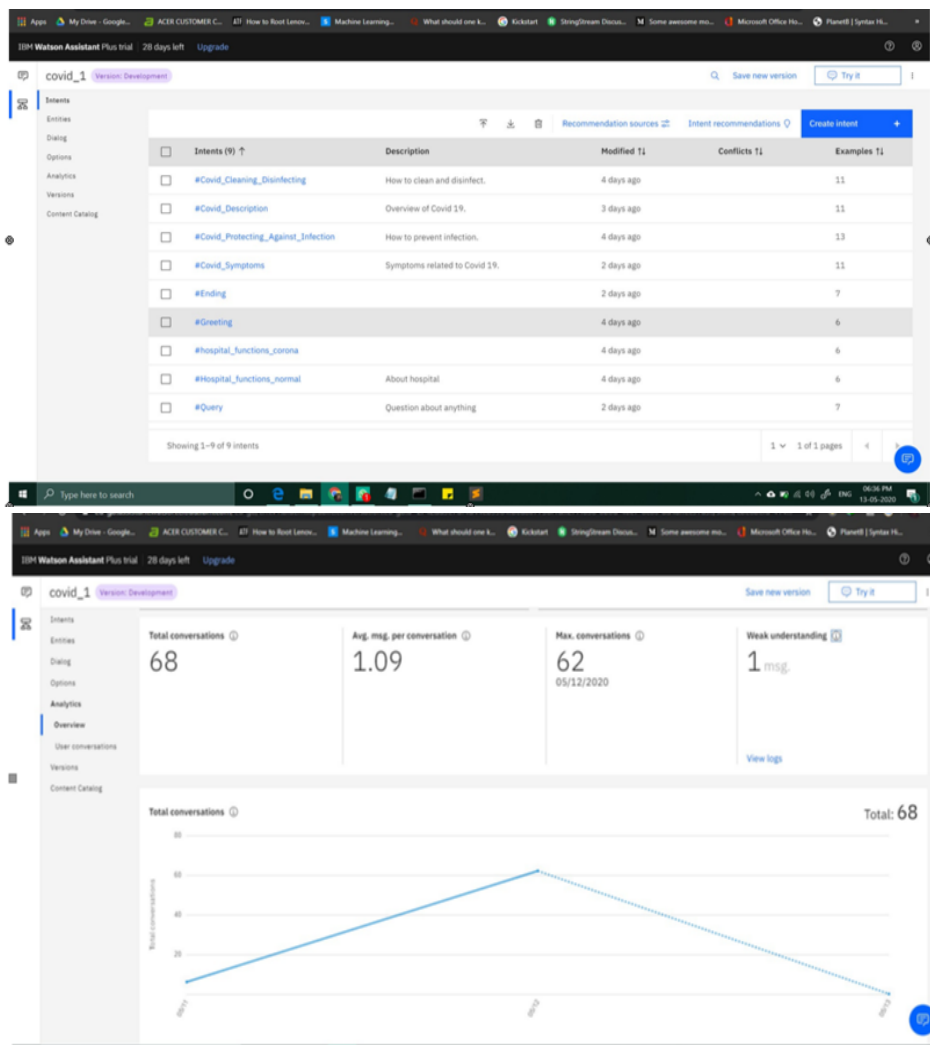 Apps My Drive - Google... ACER CUSTOMER C... How to Root Lenov... Machine Learning... What should one k... Kickstart StringStream Discus... Some awesome mo... Microsoft Office Ho... PlanetB | Syntax Hi...
IBM Watson Assistant Plus trial 28 days left Upgrade
covid_1 Version: Development Save new version Try it
Intents
Entities
Dialog
Options
Analytics
Versions
Content Catalog
Recommendation sources Intent recommendations Create intent +
Intents (9) ↑ Description Modified ↑↓ Conflicts ↑↓ Examples ↑↓
#Covid_Cleaning_Disinfecting How to clean and disinfect. 4 days ago 11
#Covid_Description Overview of Covid 19. 3 days ago 11
#Covid_Protecting_Against_Infection How to prevent infection. 4 days ago 13
#Covid_Symptoms Symptoms related to Covid 19. 2 days ago 11
#Ending 2 days ago 7
#Greeting 4 days ago 6
#hospital_functions_corona 4 days ago 6
#Hospital_functions_normal About hospital 4 days ago 6
#Query Question about anything 2 days ago 7
Showing 1–9 of 9 intents 1 1 of 1 pages
Type here to search ENG 06:36 PM
13-05-2020
Apps My Drive - Google... ACER CUSTOMER C... How to Root Lenov... Machine Learning... What should one k... Kickstart StringStream Discus... Some awesome mo... Microsoft Office Ho... PlanetB | Syntax Hi...
IBM Watson Assistant Plus trial 28 days left Upgrade
covid_1 Version: Development Save new version Try it
Intents
Entities
Dialog
Options
Analytics
Overview
User conversations
Versions
Content Catalog
Total conversations Avg. msg. per conversation Max. conversations Weak understanding
68 1.09 62 1 msg.
05/12/2020
View logs
Total conversations Total: 68
80
60
40
20
Total conversations
05/11 05/12 05/13